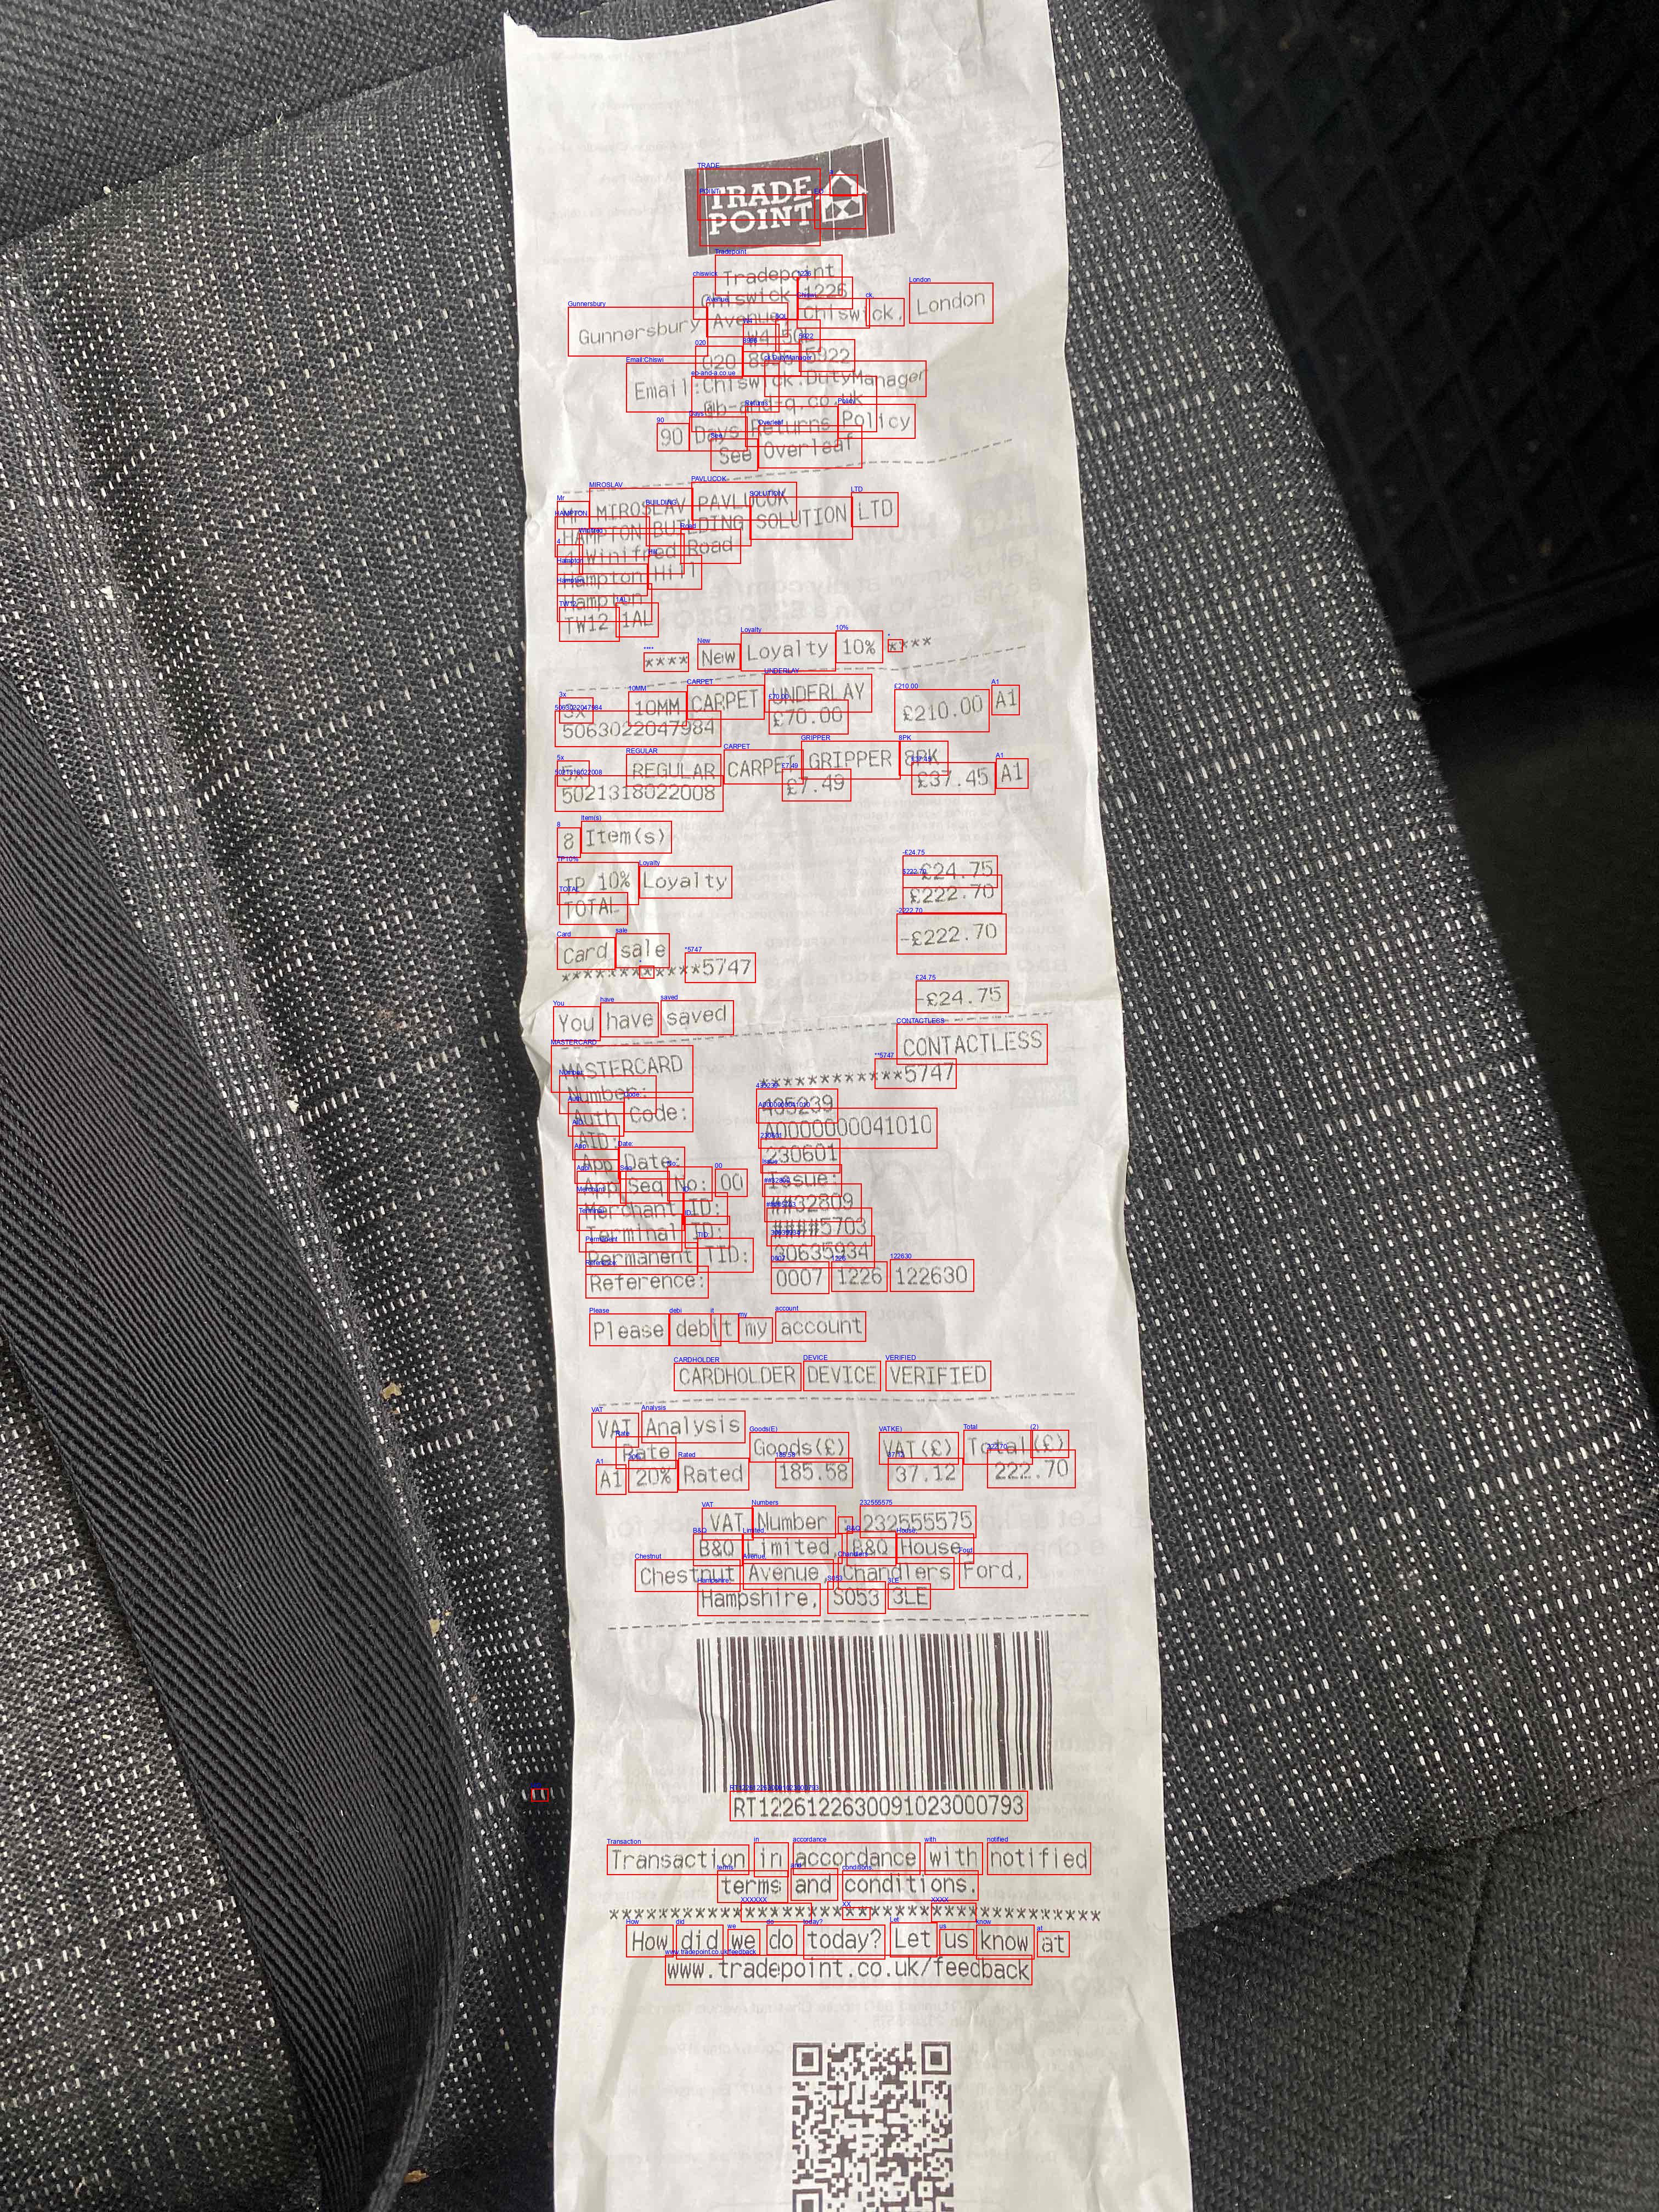 TRADE
POINT
Tradepoint
Chiswick 1226
Gunnersbury Avenue, Chiswick, London
W4 5QL
020 8996 5922
Email:Chiswick.DutyManager
@b-and-q.co.uk
90 Days Returns Policy
See Overleaf
Mr MIROSLAV PAVLUCOK
HAMPTON BUILDING SOLUTION LTD
4 Winifred Road
Hampton Hill
Hampton
TW12 1AL
**** New Loyalty 10% ****
3x 10MM CARPET UNDERLAY
5063022047984 £70.00 £210.00 A1
5x REGULAR CARPET GRIPPER 8PK
5021318022008 £7.49 £37.45 A1
8 Item(s)
TP 10% Loyalty -£24.75
TOTAL £222.70
Card sale -£222.70
************5747
You have saved -£24.75
MASTERCARD CONTACTLESS
Number: ************5747
Auth Code: 435239
AID: A0000000041010
App Date: 230601
App Seq No: 00 Issue:
Merchant ID: ##32809
Terminal ID: ####5703
Permanent TID: 30635934
Reference: 0007 1226 122630
Please debit my account
CARDHOLDER DEVICE VERIFIED
VAT Analysis
Rate Goods(£) VAT(£) Total(£)
A1 20% Rated 185.58 37.12 222.70
VAT Number : 232555575
B&Q Limited, B&Q House,
Chestnut Avenue, Chandlers Ford,
Hampshire, SO53 3LE
RT1226122630091023000793
Transaction in accordance with notified
terms and conditions.
*************************************************
How did we do today? Let us know at
www.tradepoint.co.uk/feedback